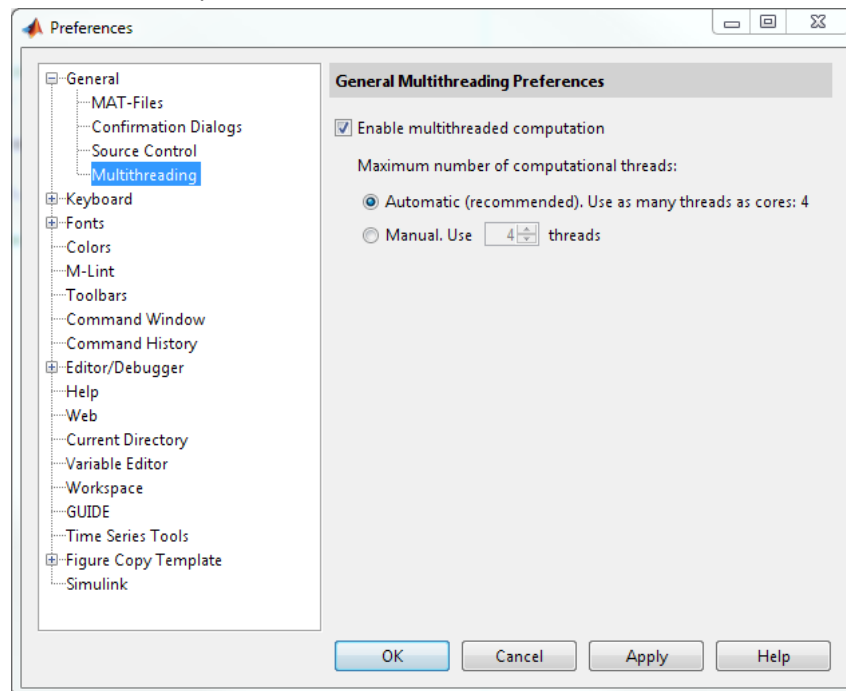 Preferences
General
MAT-Files
Confirmation Dialogs
Source Control
Multithreading
Keyboard
Fonts
Colors
M-Lint
Toolbars
Command Window
Command History
Editor/Debugger
Help
Web
Current Directory
Variable Editor
Workspace
GUIDE
Time Series Tools
Figure Copy Template
Simulink
General Multithreading Preferences
Enable multithreaded computation
Maximum number of computational threads:
Automatic (recommended). Use as many threads as cores: 4
Manual. Use 4 threads
OK Cancel Apply Help